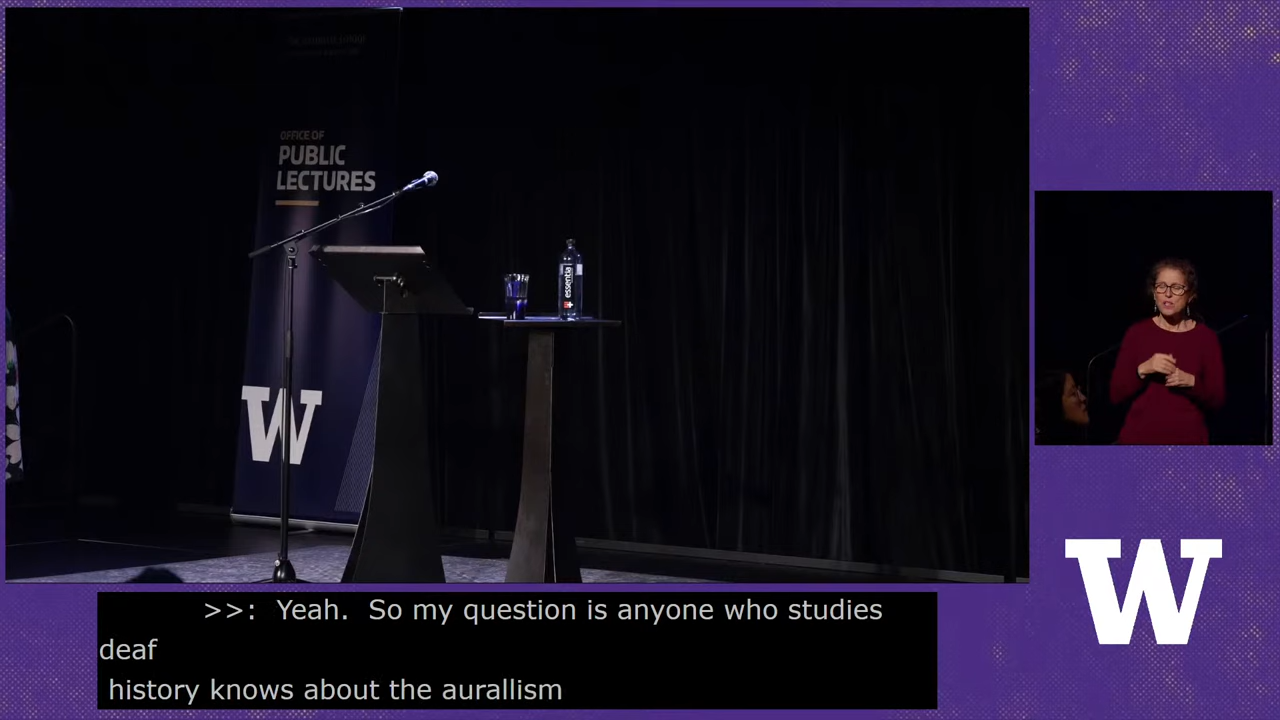 OFFICE OF
PUBLIC
LECTURES
essentia
W
W
>>: Yeah. So my question is anyone who studies
deaf
history knows about the aurallism